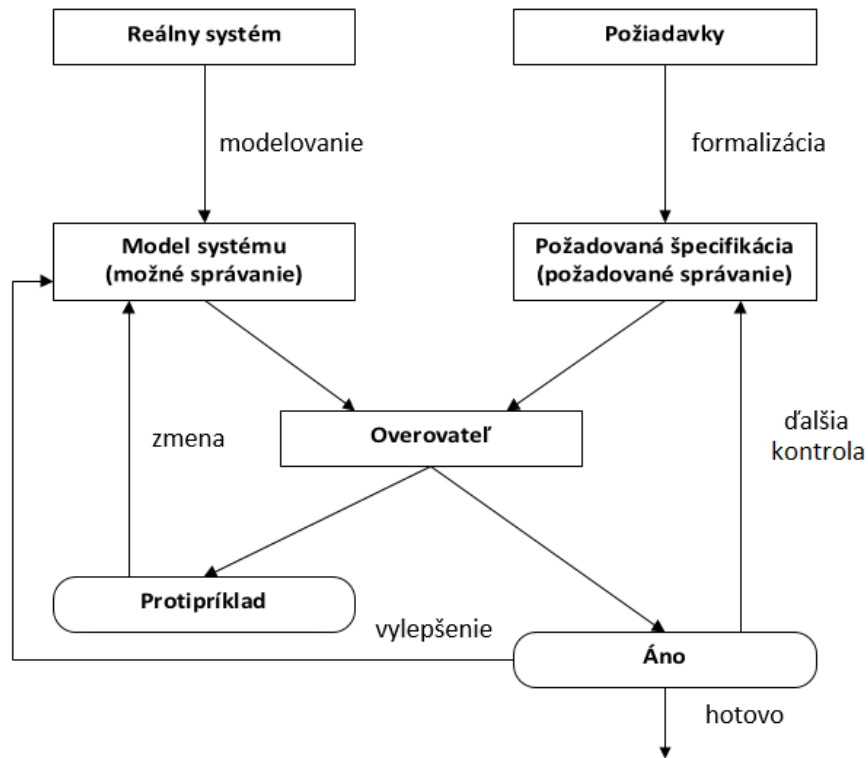 Reálny systém
Požiadavky
modelovanie
formalizácia
Model systému
(možné správanie)
Požadovaná špecifikácia
(požadované správanie)
Overovateľ
zmena
ďalšia
kontrola
Protipríklad
vylepšenie
Áno
hotovo